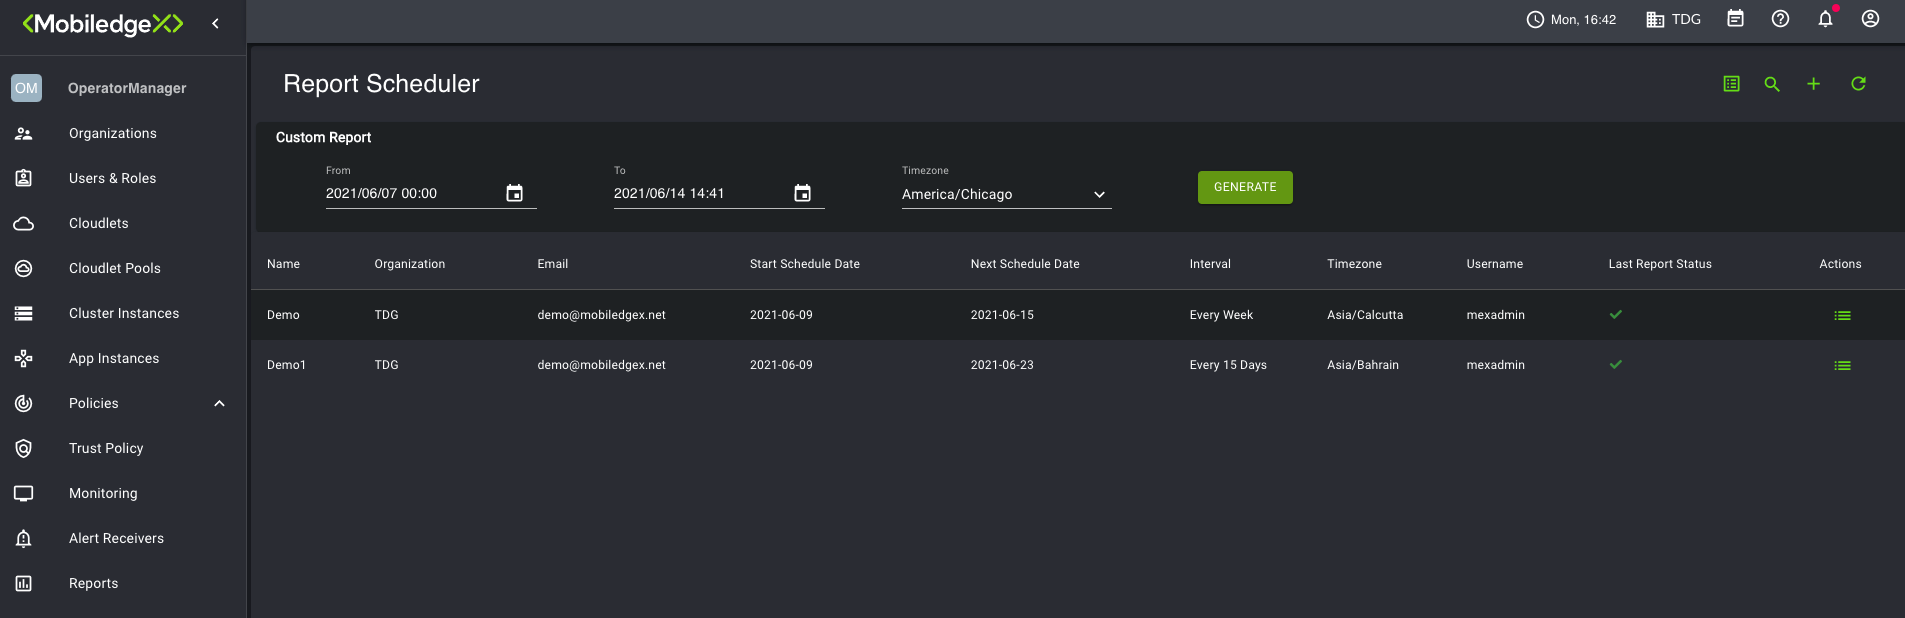 <MobiledgeX>
Mon, 16:42
TDG
OM
OperatorManager
Organizations
Users & Roles
Cloudlets
Cloudlet Pools
Cluster Instances
App Instances
Policies
Trust Policy
Monitoring
Alert Receivers
Reports
Report Scheduler
Custom Report
From
To
Timezone
2021/06/07 00:00
2021/06/14 14:41
America/Chicago
GENERATE
Name Organization Email Start Schedule Date Next Schedule Date Interval Timezone Username Last Report Status Actions
Demo TDG demo@mobiledgex.net 2021-06-09 2021-06-15 Every Week Asia/Calcutta mexadmin
Demo1 TDG demo@mobiledgex.net 2021-06-09 2021-06-23 Every 15 Days Asia/Bahrain mexadmin